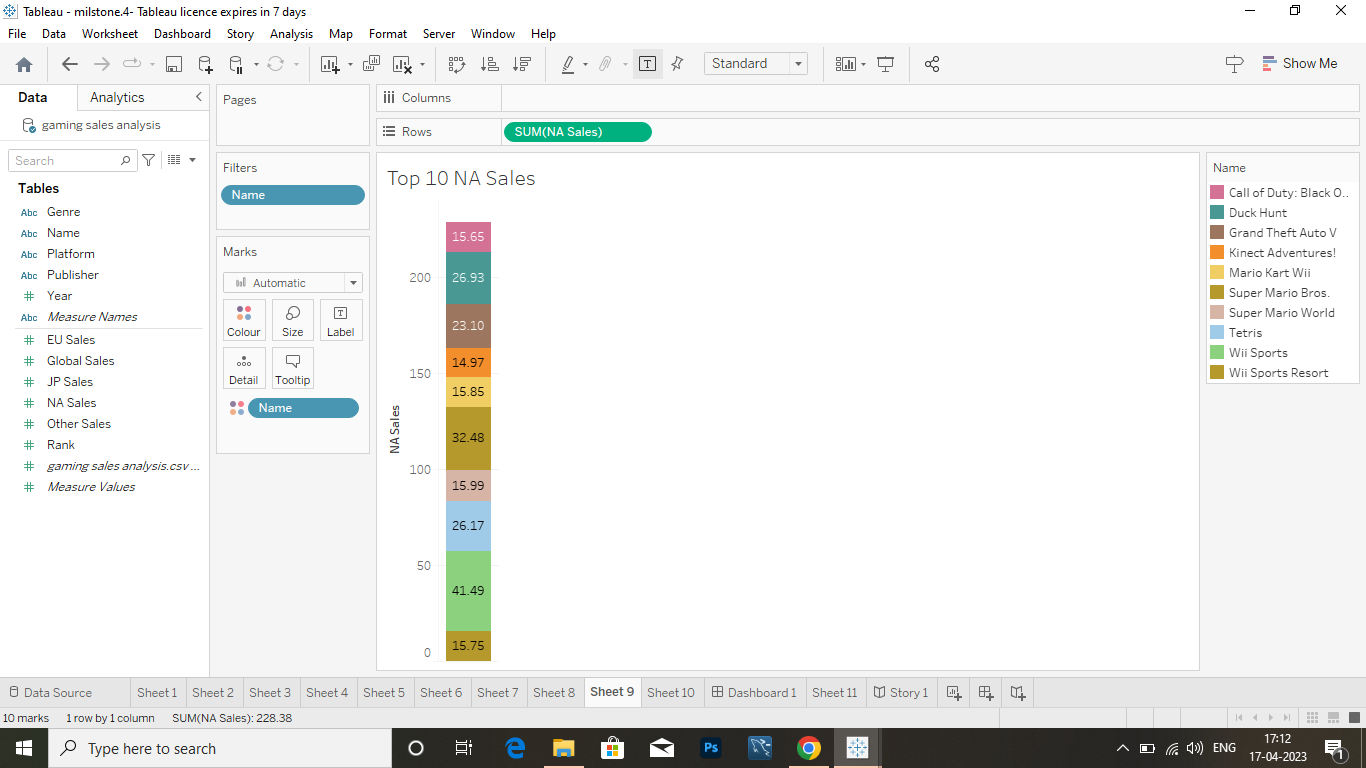 Tableau - milstone.4- Tableau licence expires in 7 days
File Data Worksheet Dashboard Story Analysis Map Format Server Window Help
Standard
Show Me
Data Analytics
gaming sales analysis
Search
Tables
Abc Genre
Abc Name
Abc Platform
Abc Publisher
Year
Abc Measure Names
EU Sales
Global Sales
JP Sales
NA Sales
Other Sales
Rank
gaming sales analysis.csv ...
Measure Values
Pages
Filters
Name
Marks
Automatic
Colour Size Label
Detail Tooltip
Name
Columns
Rows SUM(NA Sales)
Top 10 NA Sales
NA Sales
200
150
100
50
0
15.65
26.93
23.10
14.97
15.85
32.48
15.99
26.17
41.49
15.75
Name
Call of Duty: Black O..
Duck Hunt
Grand Theft Auto V
Kinect Adventures!
Mario Kart Wii
Super Mario Bros.
Super Mario World
Tetris
Wii Sports
Wii Sports Resort
Data Source Sheet 1 Sheet 2 Sheet 3 Sheet 4 Sheet 5 Sheet 6 Sheet 7 Sheet 8 Sheet 9 Sheet 10 Dashboard 1 Sheet 11 Story 1
10 marks 1 row by 1 column SUM(NA Sales): 228.38
Type here to search
Ps
ENG
17:12
17-04-2023
1